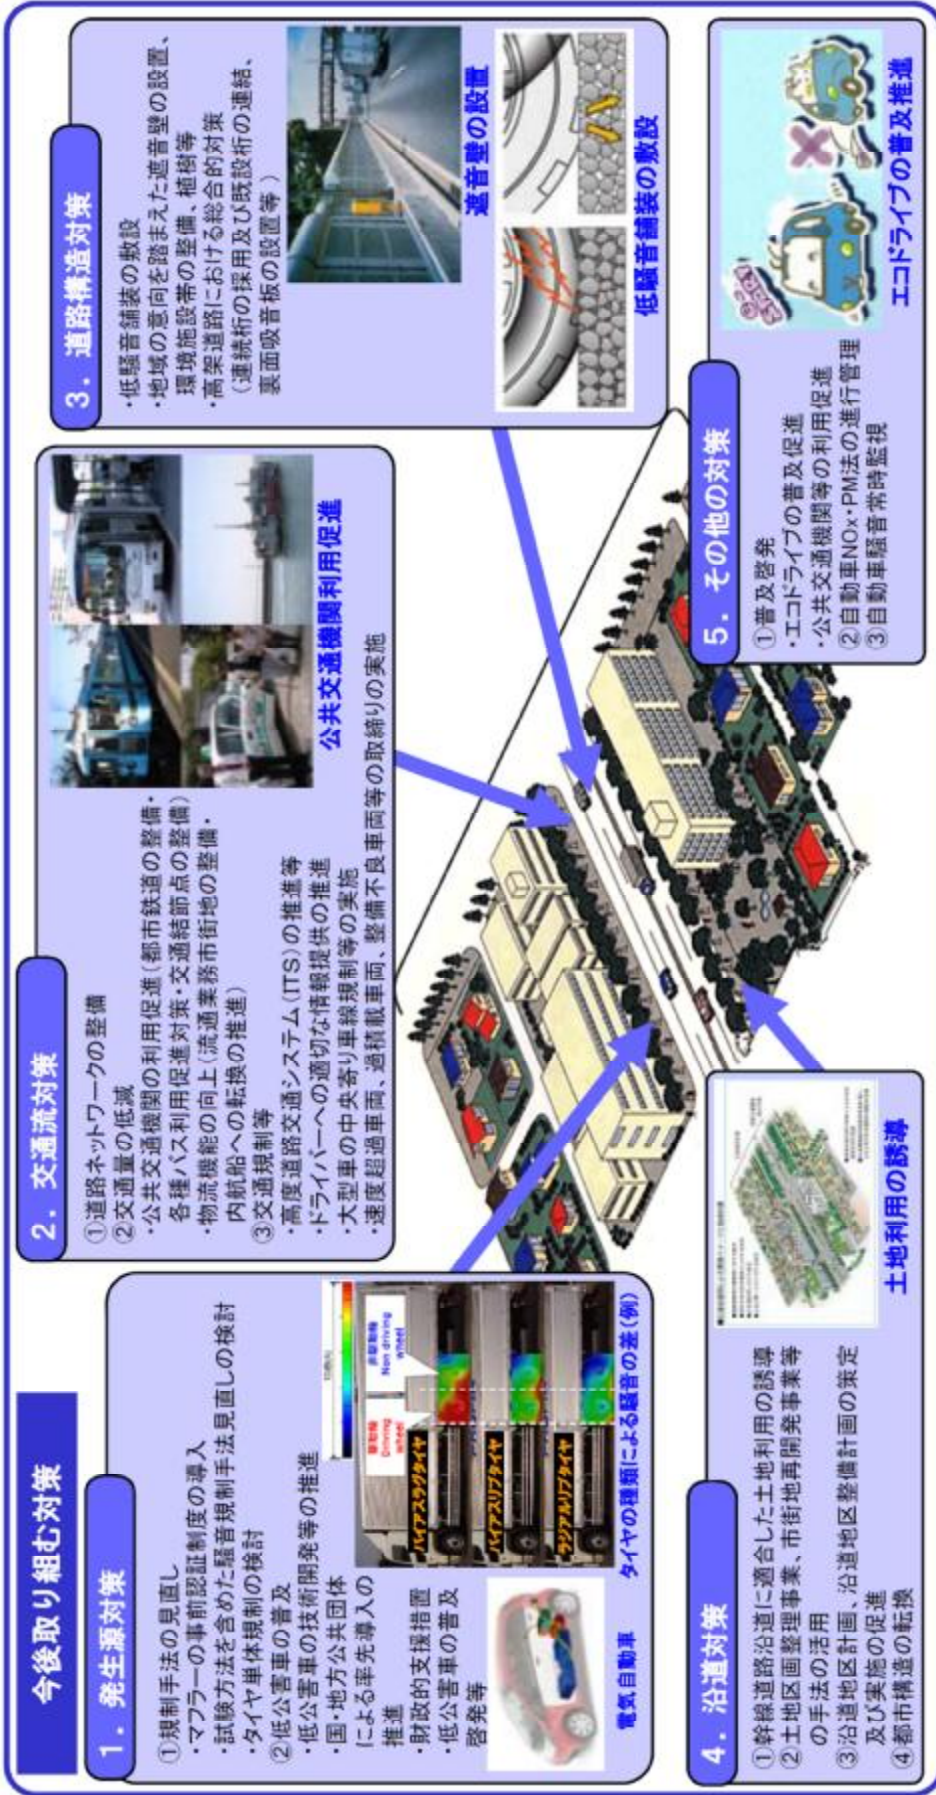 今後取り組む対策
1．発生源対策
①規制手法の見直し
・マフラーの事前認証制度の導入
・試験方法を含めた騒音規制手法見直しの検討
・タイヤ単体規制の検討
②低公害車の普及
・低公害車の技術開発等の推進
・国・地方公共団体
による率先導入の
推進
・財政的支援措置
・低公害車の普及
啓発等
電気自動車
駆動輪
Driving
wheel
非駆動輪
Non driving
wheel
バイアスラグタイヤ
バイアスリブタイヤ
ラジアルリブタイヤ
タイヤの種類による騒音の差(例)
2．交通流対策
①道路ネットワークの整備
②交通量の低減
・公共交通機関の利用促進(都市鉄道の整備・
各種バス利用促進対策・交通結節点の整備)
・物流機能の向上(流通業務市街地の整備・
内航船への転換の推進)
③交通規制等
・高度道路交通システム(ITS)の推進等
・ドライバーへの適切な情報提供の推進
・大型車の中央寄り車線規制等の実施
・速度超過車両、過積載車両、整備不良車両等の取締りの実施
公共交通機関利用促進
3．道路構造対策
・低騒音舗装の敷設
・地域の意向を踏まえた遮音壁の設置、
環境施設帯の整備、植樹等
・高架道路における総合的対策
(連続桁の採用及び既設桁の連結、
裏面吸音板の設置等)
遮音壁の設置
低騒音舗装の敷設
4．沿道対策
①幹線道路沿道に適合した土地利用の誘導
②土地区画整理事業、市街地再開発事業等
の手法の活用
③沿道地区計画、沿道地区整備計画の策定
及び実施の促進
④都市構造の転換
土地利用の誘導
5．その他の対策
①普及啓発
・エコドライブの普及促進
・公共交通機関等の利用促進
②自動車NOx・PM法の進行管理
③自動車騒音常時監視
エコドライブの普及推進